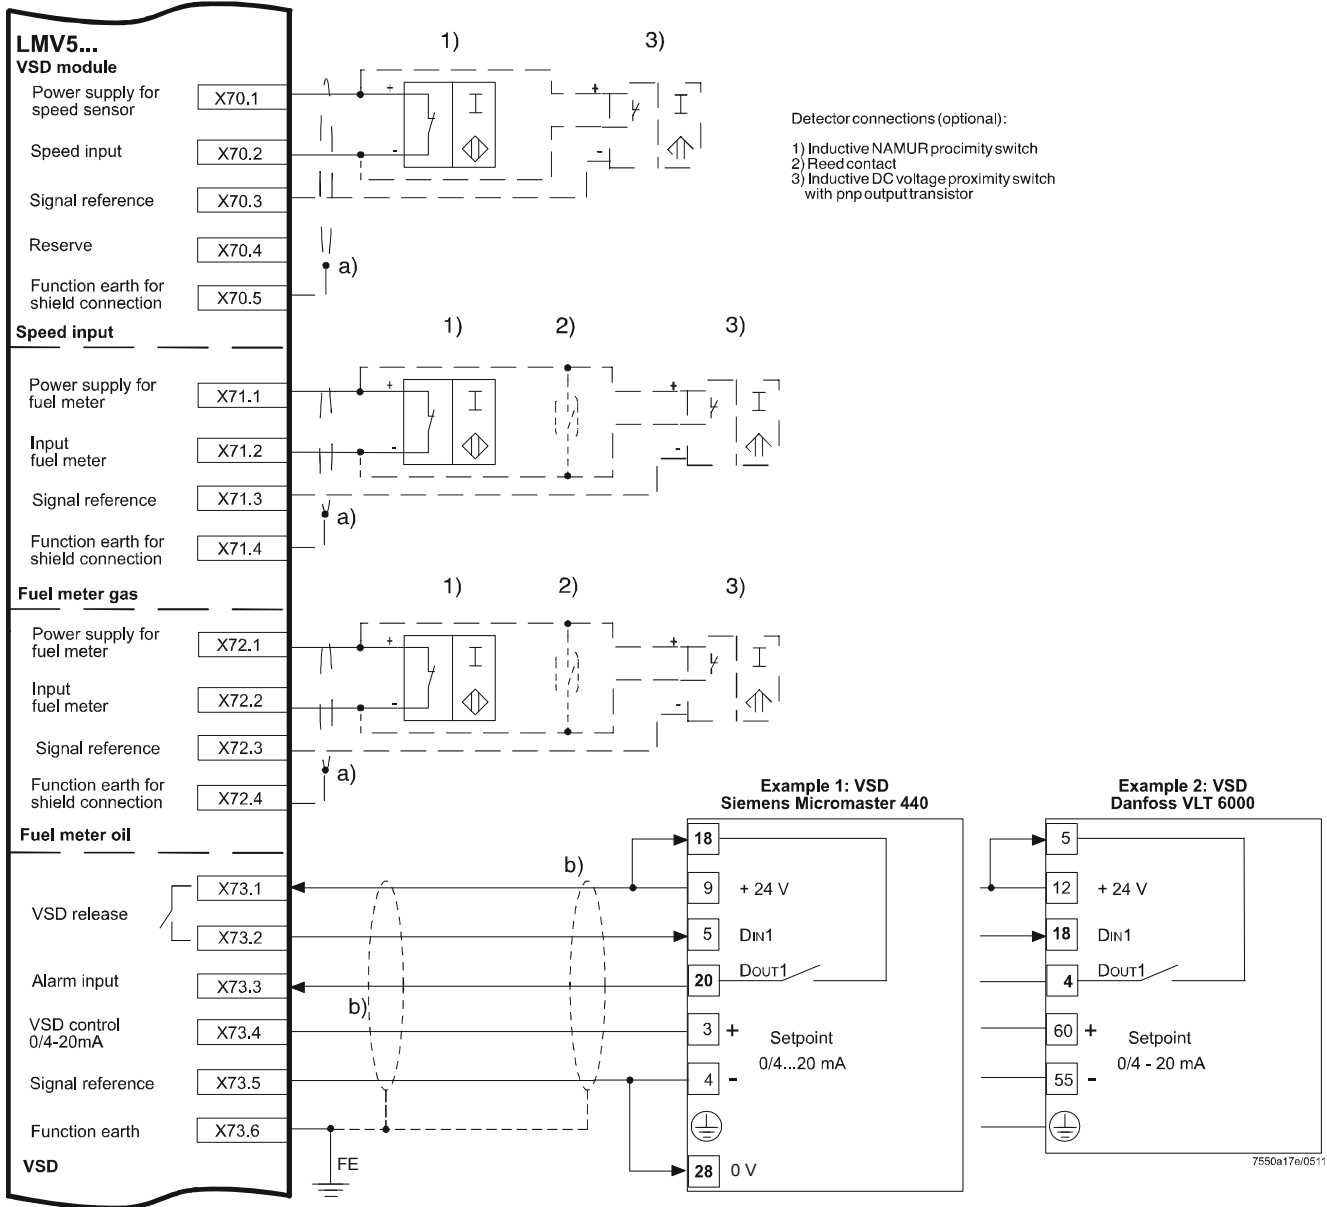 LMV5...
VSD module
Power supply for
speed sensor
X70.1
Speed input
X70.2
Signal reference
X70.3
Reserve
X70.4
Function earth for
shield connection
X70.5
Speed input
1)
3)
+
-
+
-
a)
Detector connections (optional):
1) Inductive NAMUR procimity switch
2) Reed contact
3) Inductive DC voltage proximity switch
with pnp output transistor
Power supply for
fuel meter
X71.1
Input
fuel meter
X71.2
Signal reference
X71.3
Function earth for
shield connection
X71.4
Fuel meter gas
1)
2)
3)
+
-
+
-
a)
Power supply for
fuel meter
X72.1
Input
fuel meter
X72.2
Signal reference
X72.3
Function earth for
shield connection
X72.4
Fuel meter oil
1)
2)
3)
+
-
+
-
a)
VSD release
X73.1
X73.2
Alarm input
X73.3
VSD control
0/4-20mA
X73.4
Signal reference
X73.5
Function earth
X73.6
VSD
b)
b)
FE
Example 1: VSD
Siemens Micromaster 440
18
9 + 24 V
5 DIN1
20 DOUT1
3 +
Setpoint
0/4...20 mA
4 -
28 0 V
Example 2: VSD
Danfoss VLT 6000
5
12 + 24 V
18 DIN1
4 DOUT1
60 +
Setpoint
0/4 - 20 mA
55 -
7550a17e/0511